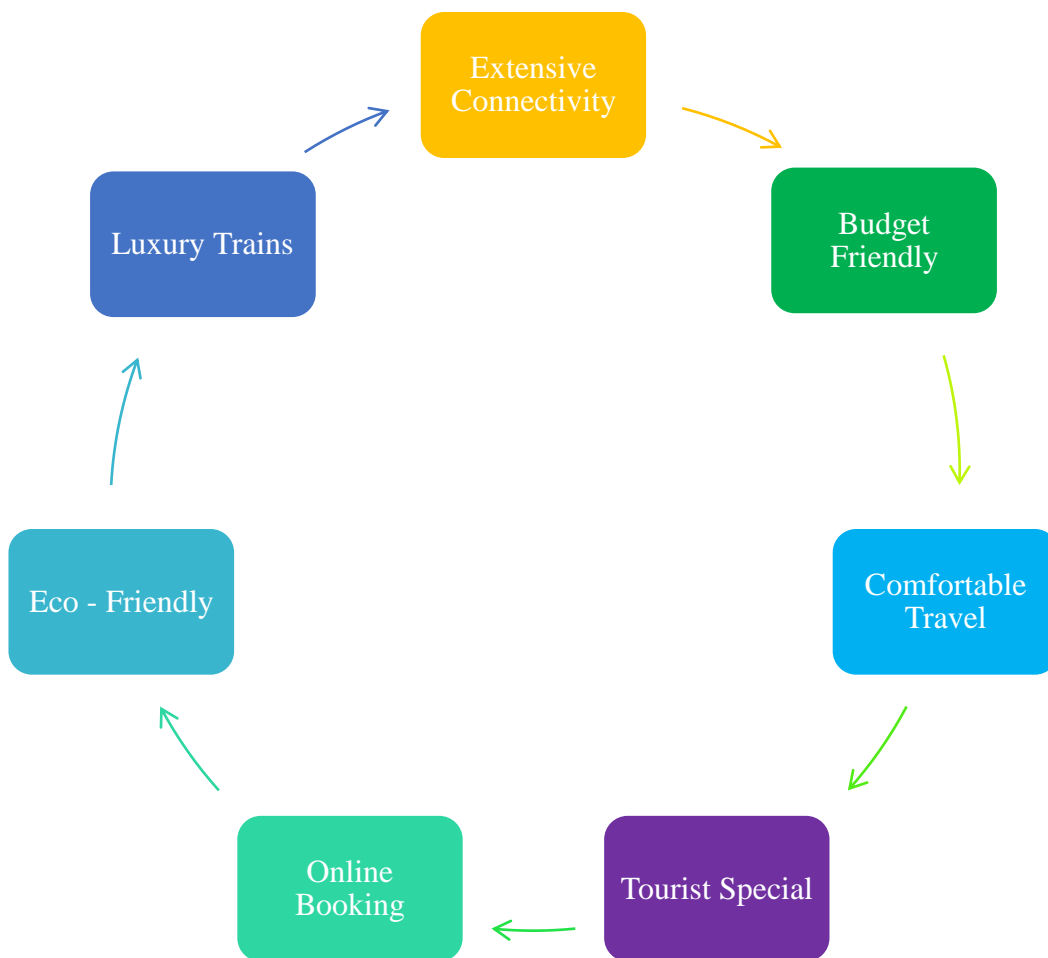 Extensive
Connectivity
Budget
Friendly
Comfortable
Travel
Tourist Special
Online
Booking
Eco - Friendly
Luxury Trains